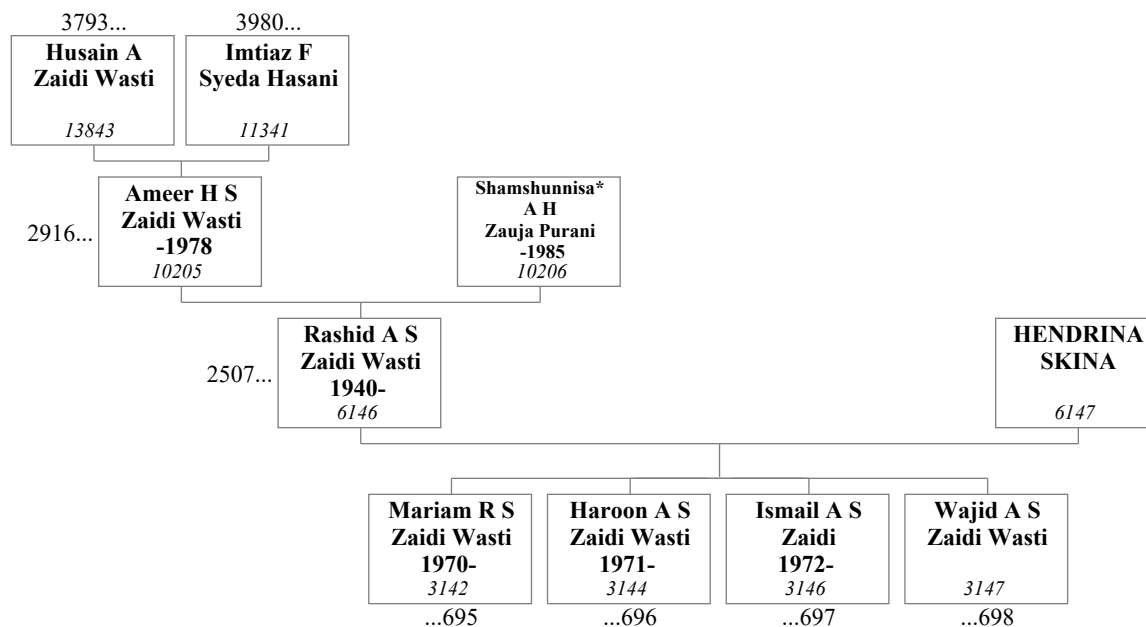 3793...
3980...
Husain A
Zaidi Wasti
13843
Imtiaz F
Syeda Hasani
11341
2916...
Ameer H S
Zaidi Wasti
-1978
10205
Shamshunnisa*
A H
Zauja Purani
-1985
10206
2507...
Rashid A S
Zaidi Wasti
1940-
6146
HENDRINA
SKINA
6147
Mariam R S
Zaidi Wasti
1970-
3142
...695
Haroon A S
Zaidi Wasti
1971-
3144
...696
Ismail A S
Zaidi
1972-
3146
...697
Wajid A S
Zaidi Wasti
3147
...698